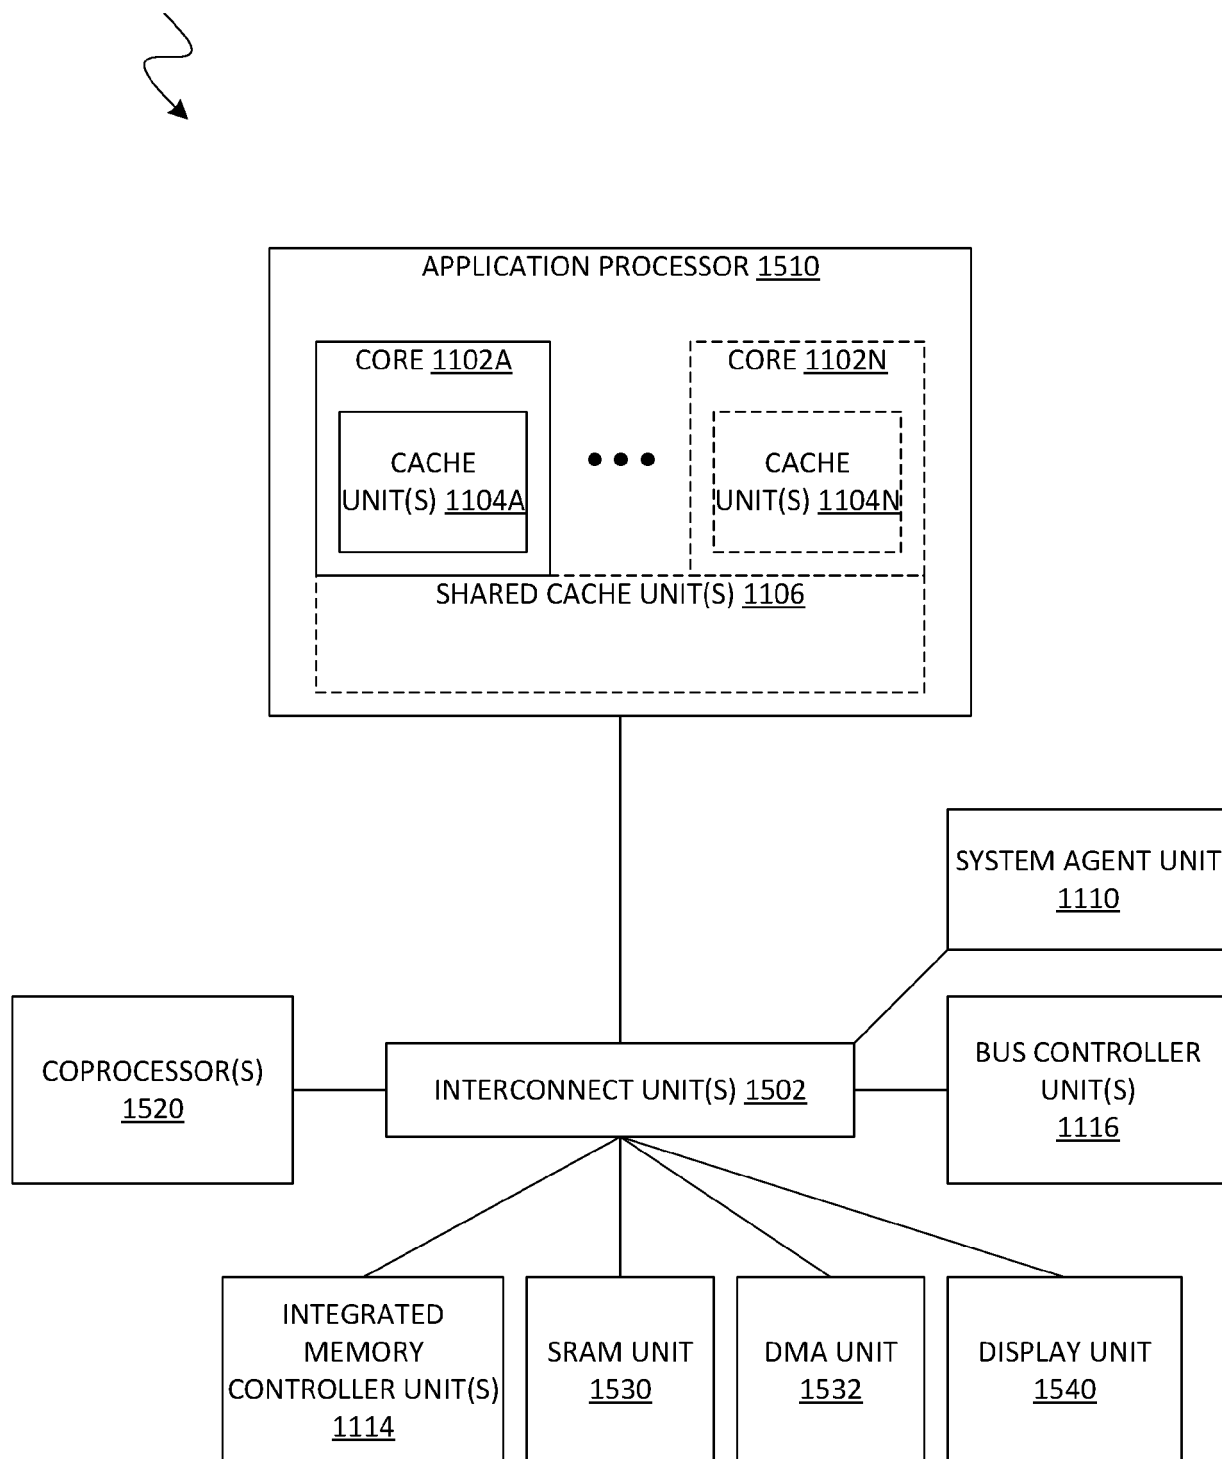 APPLICATION PROCESSOR 1510
CORE 1102A
CORE 1102N
CACHE
UNIT(S) 1104A
CACHE
UNIT(S) 1104N
SHARED CACHE UNIT(S) 1106
SYSTEM AGENT UNIT
1110
COPROCESSOR(S)
1520
INTERCONNECT UNIT(S) 1502
BUS CONTROLLER
UNIT(S)
1116
INTEGRATED
MEMORY
CONTROLLER UNIT(S)
1114
SRAM UNIT
1530
DMA UNIT
1532
DISPLAY UNIT
1540